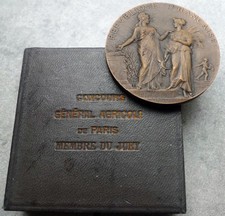 CONCOURS
GÉNÉRAL AGRICOLE
DE PARIS
MEMBRE DU JURY